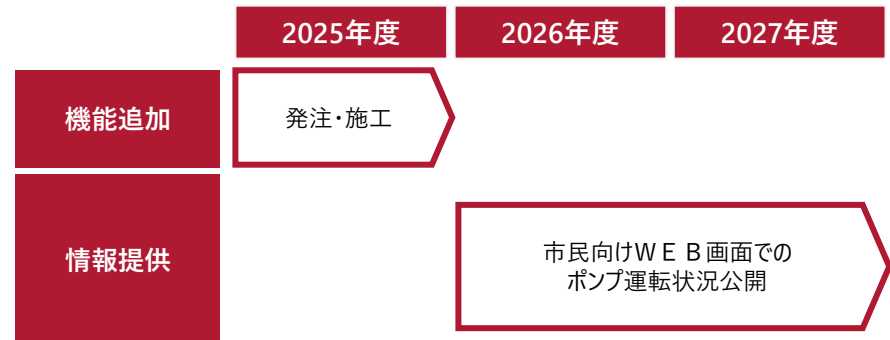 2025年度
2026年度
2027年度
機能追加
発注・施工
情報提供
市民向けＷＥＢ画面での
ポンプ運転状況公開